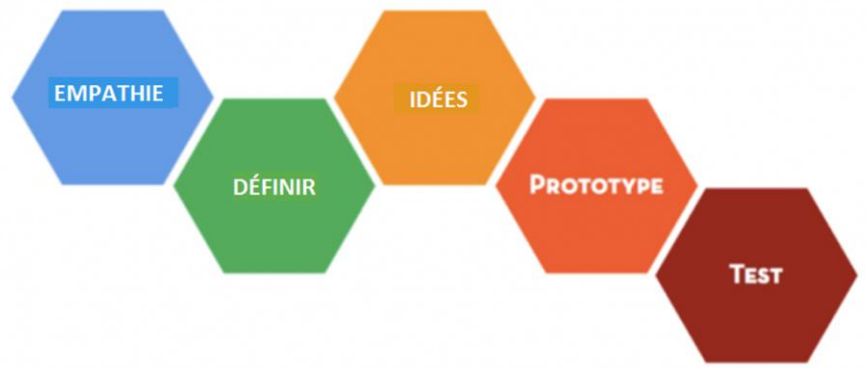 EMPATHIE
DÉFINIR
IDÉES
PROTOTYPE
TEST